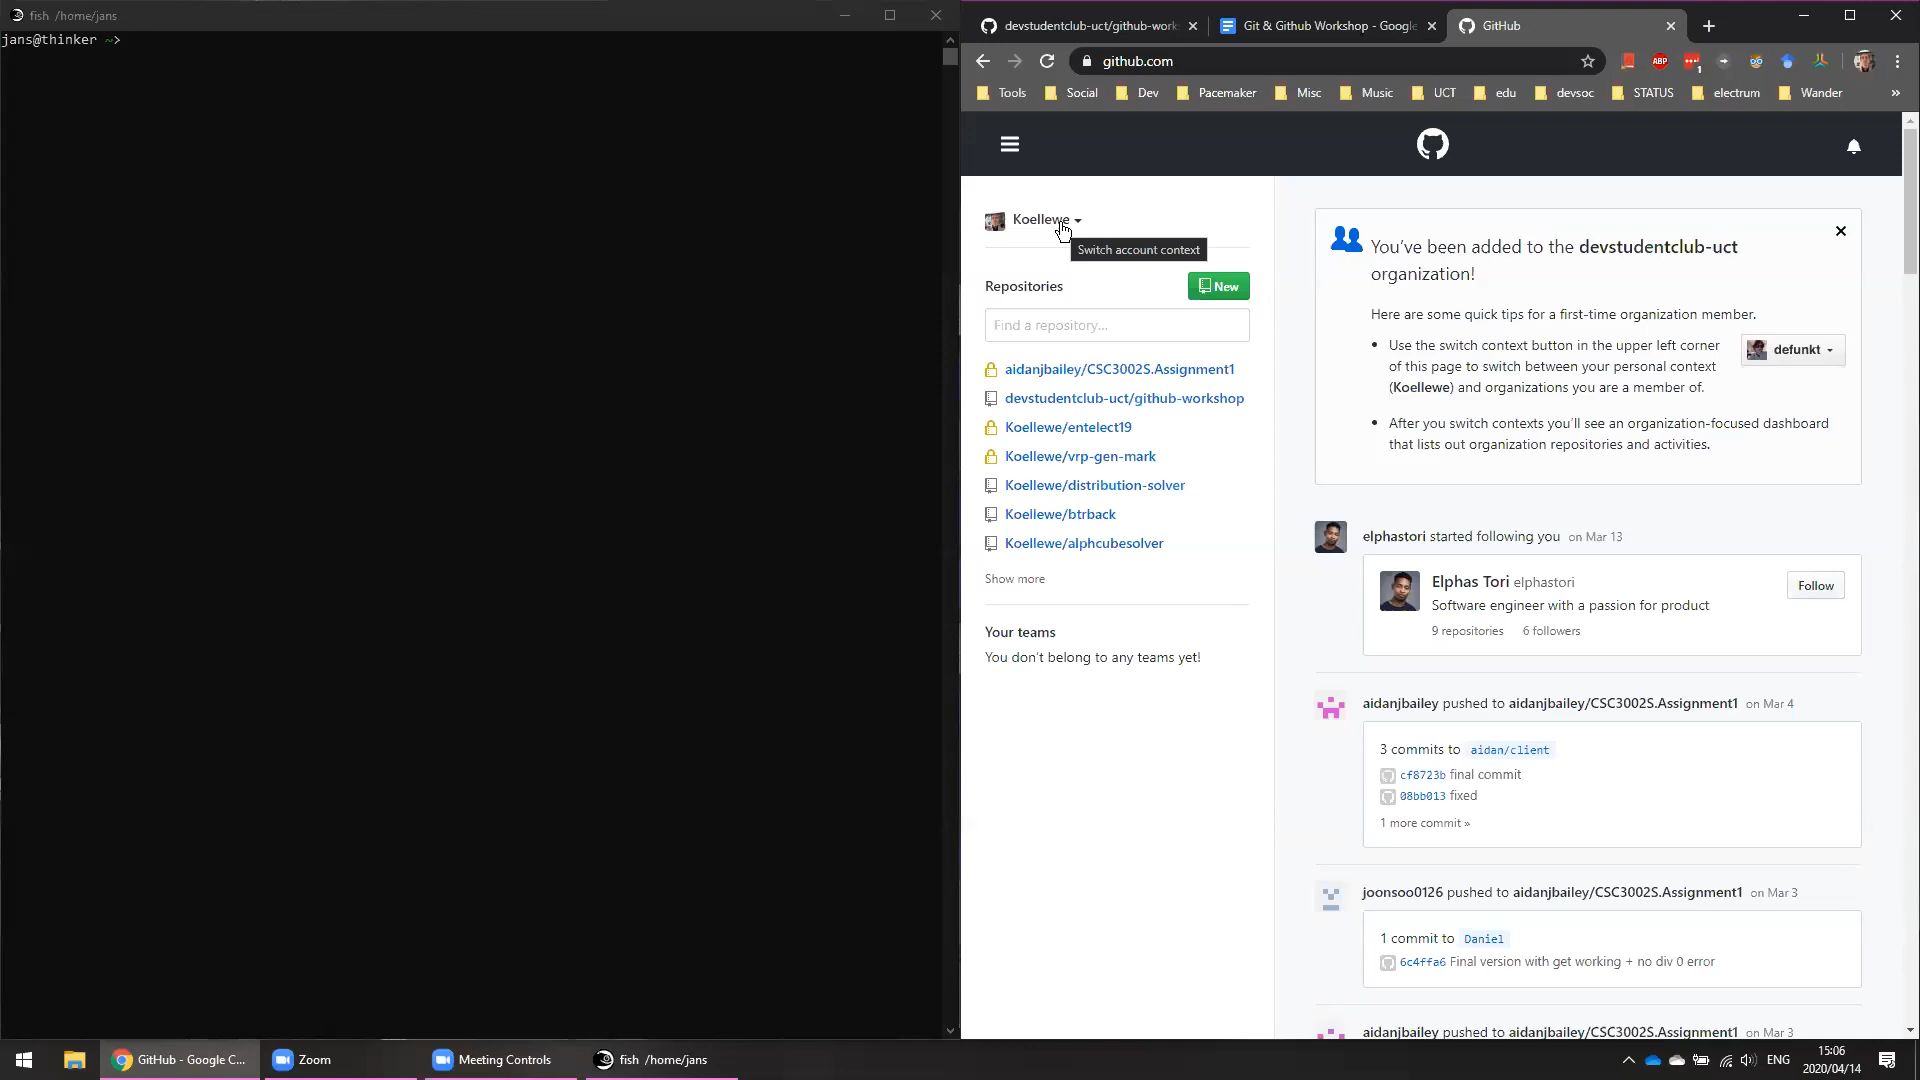 fish /home/jans
jans@thinker ~>
devstudentclub-uct/github-work
Git & Github Workshop - Google
GitHub
github.com
ABP
1
Tools
Social
Dev
Pacemaker
Misc
Music
UCT
edu
devsoc
STATUS
electrum
Wander
»
Koellewe
Switch account context
Repositories
New
Find a repository...
aidanjbailey/CSC3002S.Assignment1
devstudentclub-uct/github-workshop
Koellewe/entelect19
Koellewe/vrp-gen-mark
Koellewe/distribution-solver
Koellewe/btrback
Koellewe/alphcubesolver
Show more
Your teams
You don't belong to any teams yet!
You've been added to the devstudentclub-uct
organization!
Here are some quick tips for a first-time organization member.
• Use the switch context button in the upper left corner
of this page to switch between your personal context
(Koellewe) and organizations you are a member of.
defunkt
• After you switch contexts you'll see an organization-focused dashboard
that lists out organization repositories and activities.
elphastori started following you on Mar 13
Elphas Tori elphastori
Follow
Software engineer with a passion for product
9 repositories 6 followers
aidanjbailey pushed to aidanjbailey/CSC3002S.Assignment1 on Mar 4
3 commits to aidan/client
cf8723b final commit
08bb013 fixed
1 more commit »
joonsoo0126 pushed to aidanjbailey/CSC3002S.Assignment1 on Mar 3
1 commit to Daniel
6c4ffa6 Final version with get working + no div 0 error
aidanjbailey pushed to aidanjbailey/CSC3002S.Assignment1 on Mar 3
GitHub - Google C...
Zoom
Meeting Controls
fish /home/jans
ENG
15:06
2020/04/14